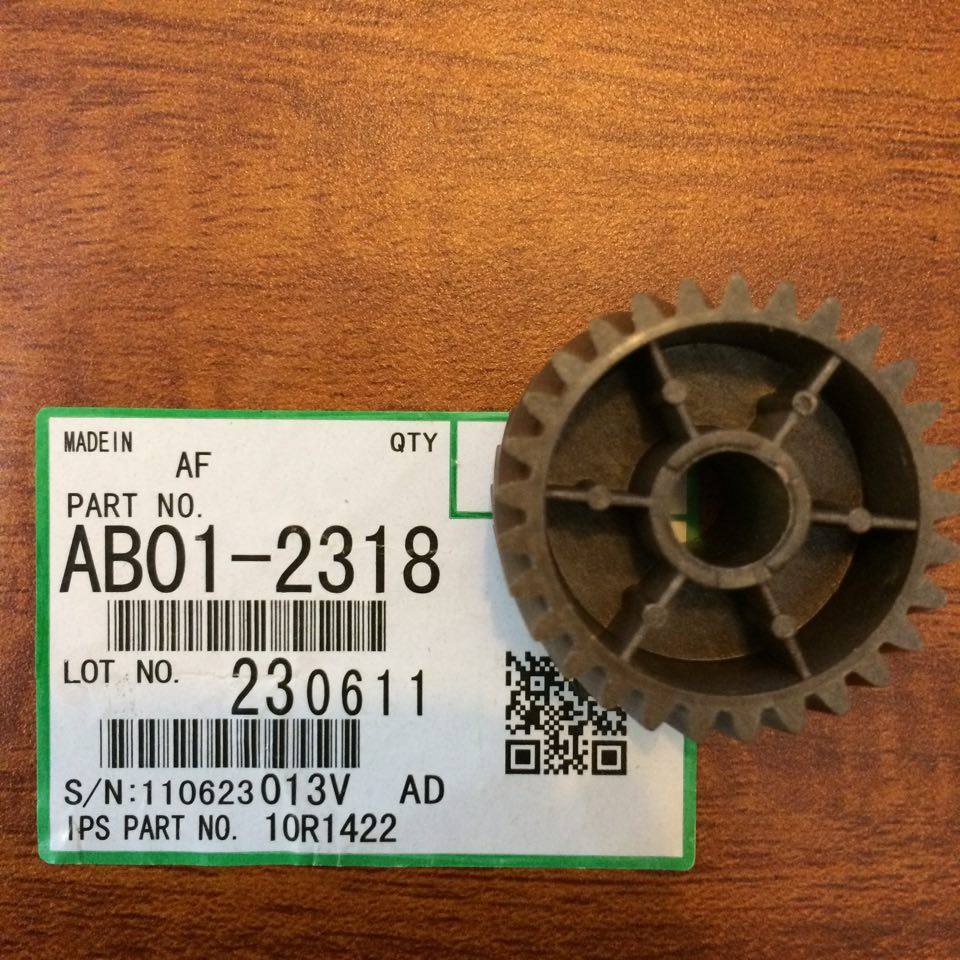 MADEIN QTY
AF
PART NO.
AB01-2318
LOT NO. 230611
S/N:110623013V AD
IPS PART NO. 10R1422